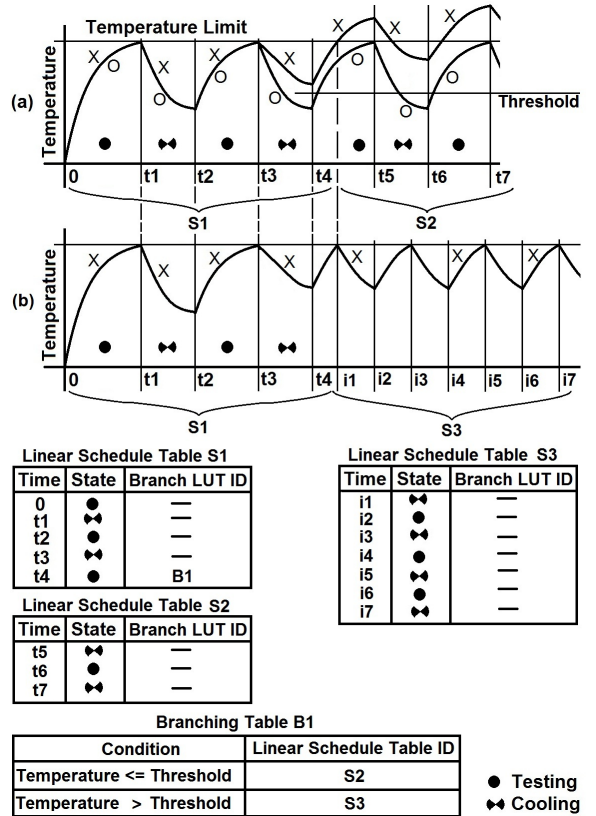 Temperature Limit
X X X X X X X
O O O O O O O
(a)
Temperature
Threshold
0 t1 t2 t3 t4 t5 t6 t7
S1 S2
X X X X X X X
(b)
Temperature
0 t1 t2 t3 t4 i1 i2 i3 i4 i5 i6 i7
S1 S3
Linear Schedule Table S1
Time State Branch LUT ID
0 —
t1 —
t2 —
t3 —
t4 B1
Linear Schedule Table S3
Time State Branch LUT ID
i1 —
i2 —
i3 —
i4 —
i5 —
i6 —
i7 —
Linear Schedule Table S2
Time State Branch LUT ID
t5 —
t6 —
t7 —
Branching Table B1
Condition Linear Schedule Table ID
Temperature <= Threshold S2
Temperature > Threshold S3
Testing
Cooling